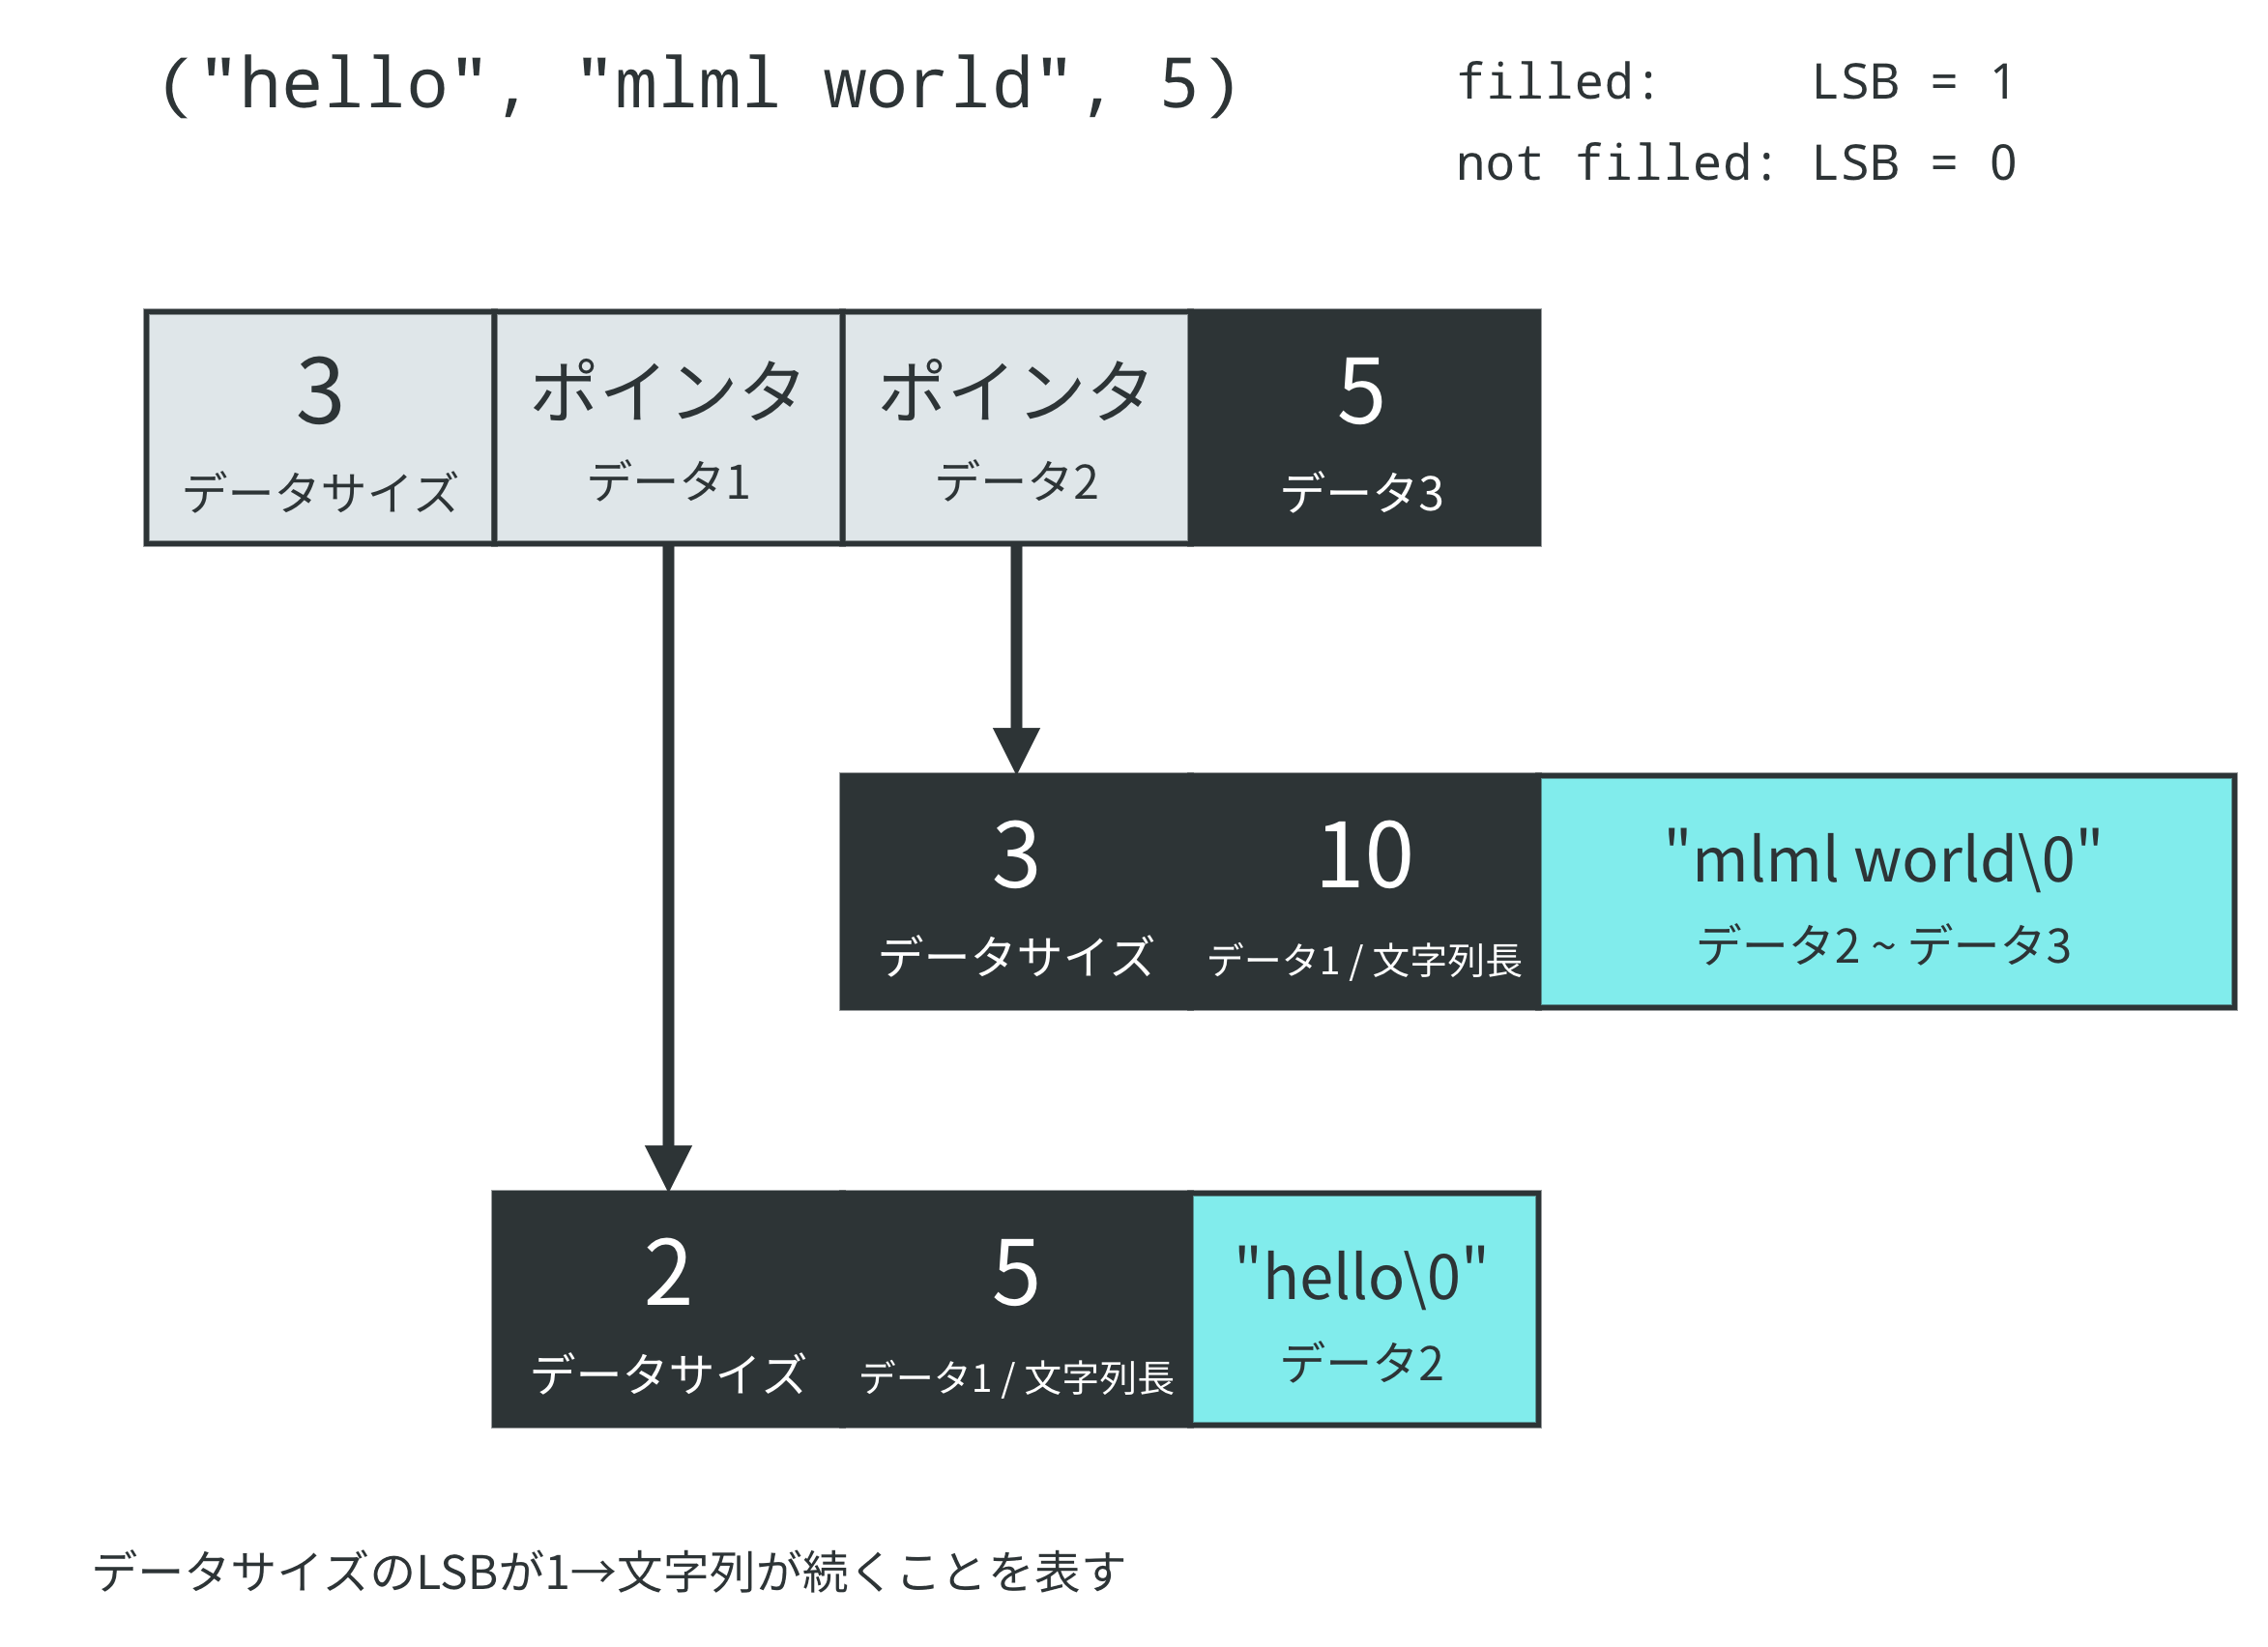 ("hello", "mlml world", 5)
filled: LSB = 1
not filled: LSB = 0
3
データサイズ
ポインタ
データ1
ポインタ
データ2
5
データ3
3
データサイズ
10
データ1 / 文字列長
"mlml world\0"
データ2 ~ データ3
2
データサイズ
5
データ1 / 文字列長
"hello\0"
データ2
データサイズのLSBが1→文字列が続くことを表す